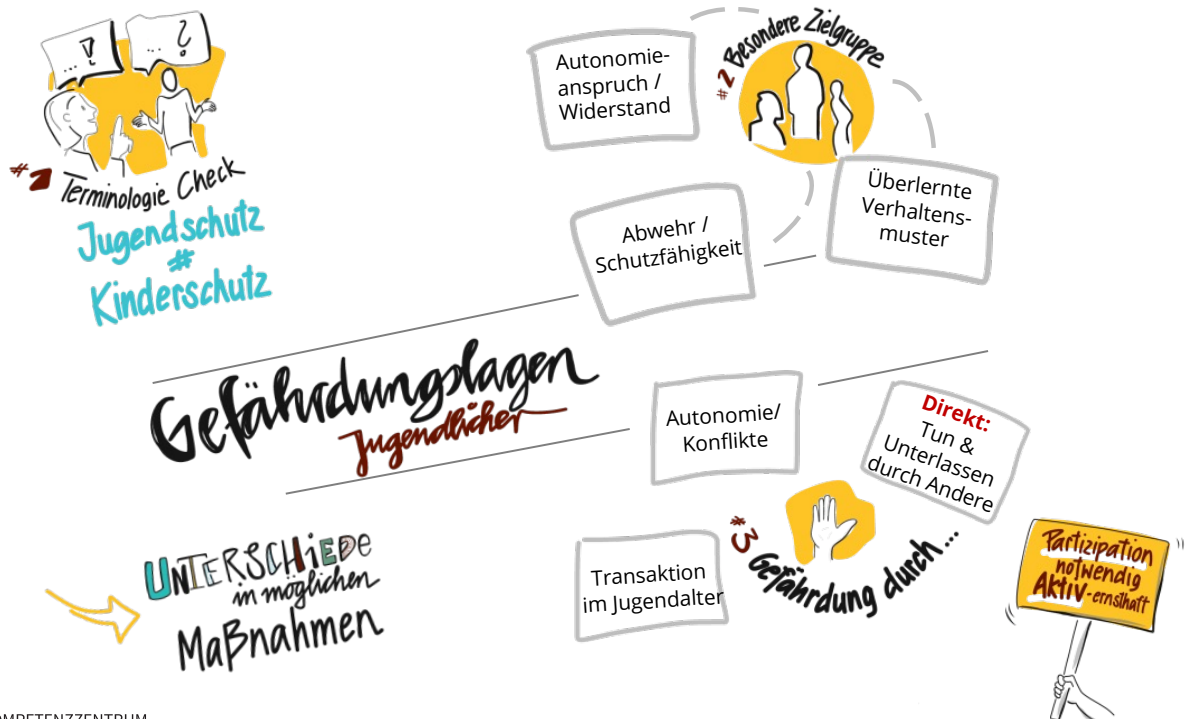 ...!
...?
#1
Terminologie Check
Jugendschutz
#
Kinderschutz
#2 Besondere Zielgruppe
Autonomie-
anspruch /
Widerstand
Überlernte
Verhaltens-
muster
Abwehr /
Schutzfähigkeit
Gefährdungslagen
Jugendlicher
Autonomie/
Konflikte
Direkt:
Tun &
Unterlassen
durch Andere
#3 Gefährdung durch...
Transaktion
im Jugendalter
Partizipation
notwendig
AKTiV-ernsthaft
UNTERSCHiEDe
in möglichen
MaßnahMEN